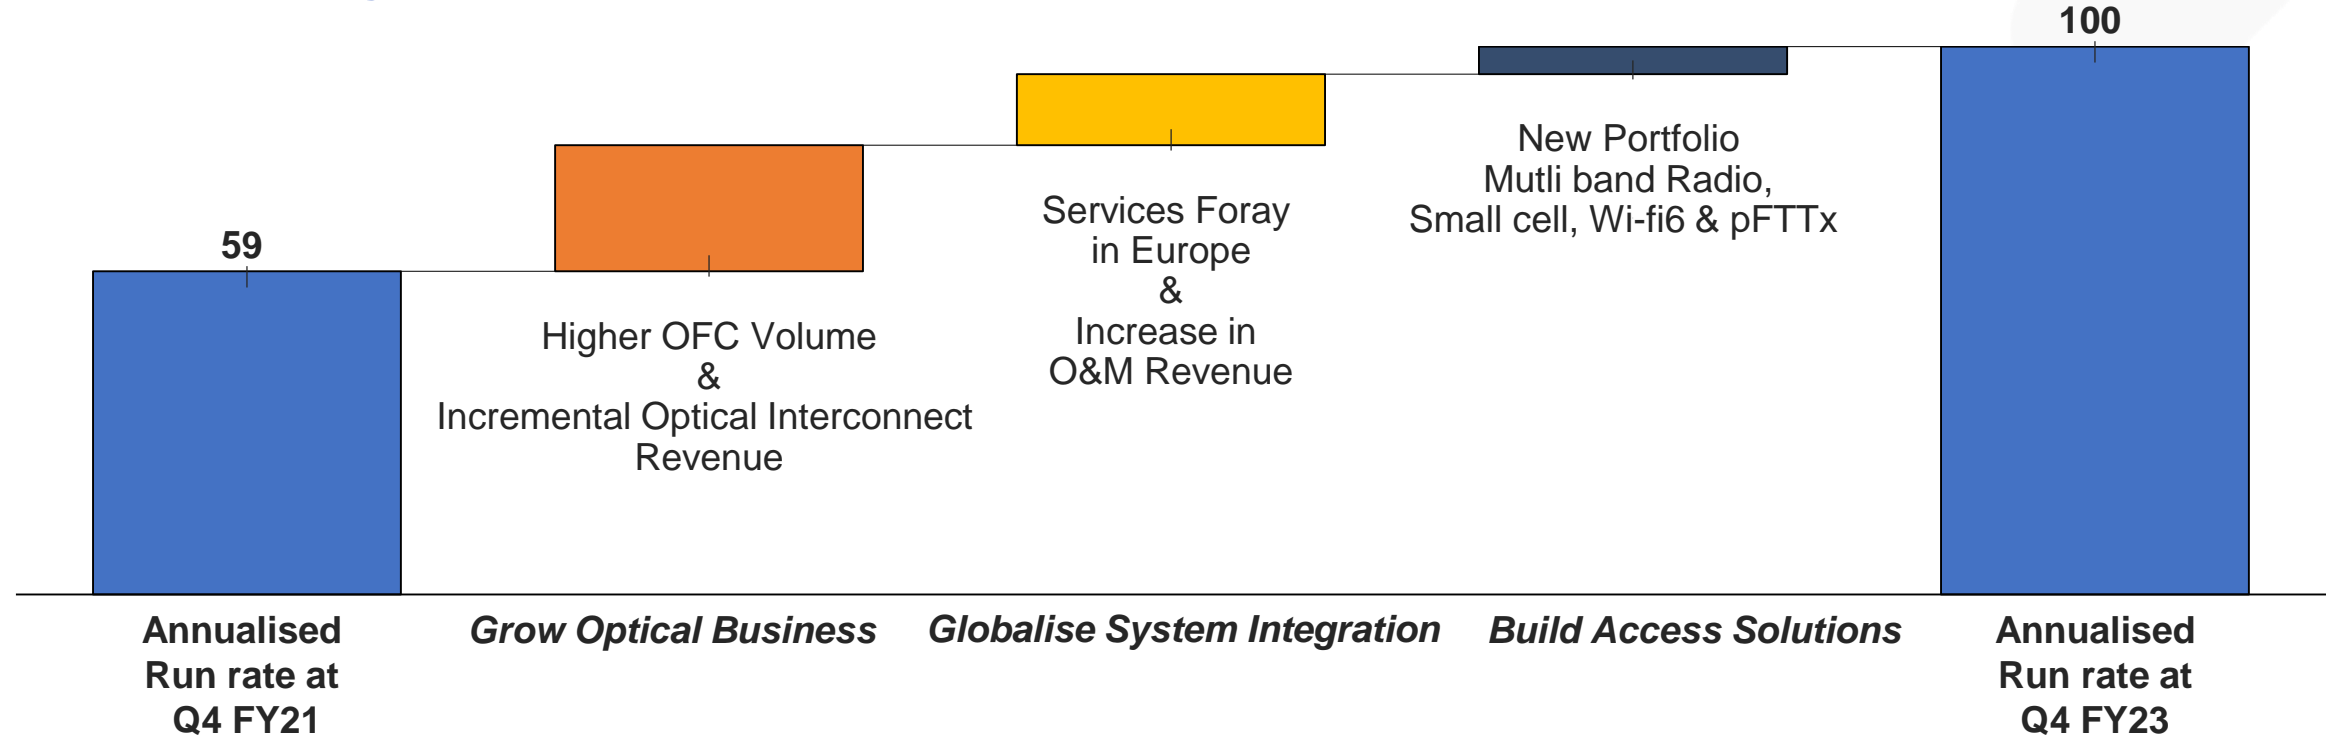 100
59
New Portfolio
Mutli band Radio,
Small cell, Wi-fi6 & pFTTx
Services Foray
in Europe
&
Increase in
O&M Revenue
Higher OFC Volume
&
Incremental Optical Interconnect
Revenue
Annualised
Run rate at
Q4 FY21
Grow Optical Business
Globalise System Integration
Build Access Solutions
Annualised
Run rate at
Q4 FY23